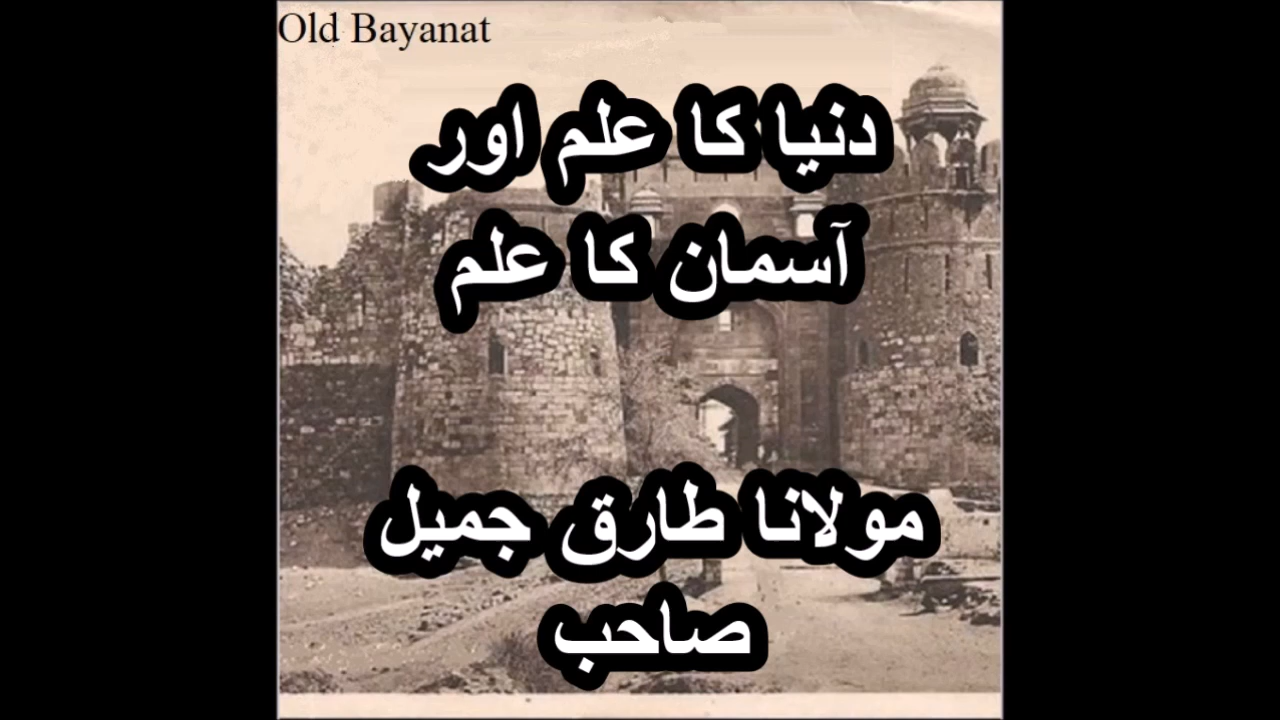 Old Bayanat
دنیا کا علم اور
آسمان کا علم
مولانا طارق جمیل
صاحب